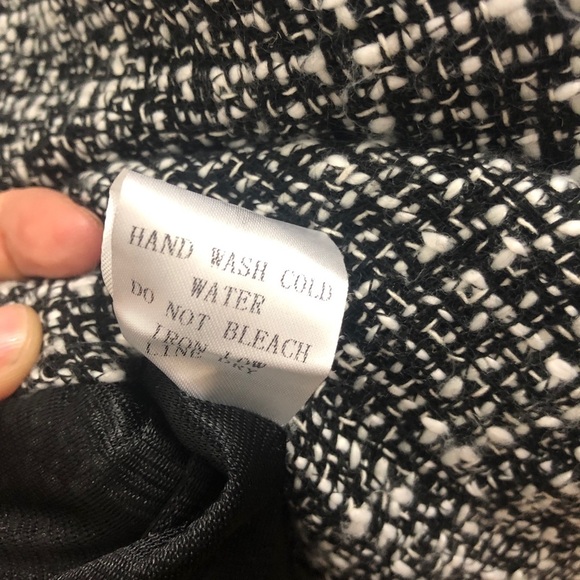 HAND WASH COLD
WATER
DO NOT BLEACH
IRON LOW
LINE DRY